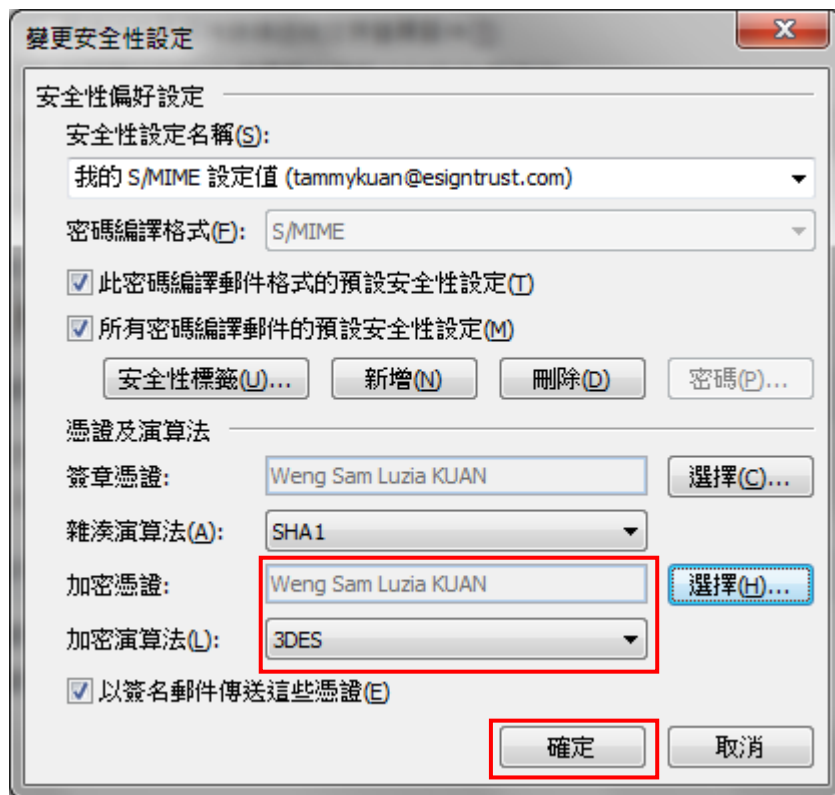 變更安全性設定
安全性偏好設定
安全性設定名稱(S):
我的 S/MIME 設定值 (tammykuan@esigntrust.com)
密碼編譯格式(F): S/MIME
此密碼編譯郵件格式的預設安全性設定(T)
所有密碼編譯郵件的預設安全性設定(M)
安全性標籤(U)... 新增(N) 刪除(D) 密碼(P)...
憑證及演算法
簽章憑證: Weng Sam Luzia KUAN 選擇(C)...
雜湊演算法(A): SHA1
加密憑證: Weng Sam Luzia KUAN 選擇(H)...
加密演算法(L): 3DES
以簽名郵件傳送這些憑證(E)
確定 取消